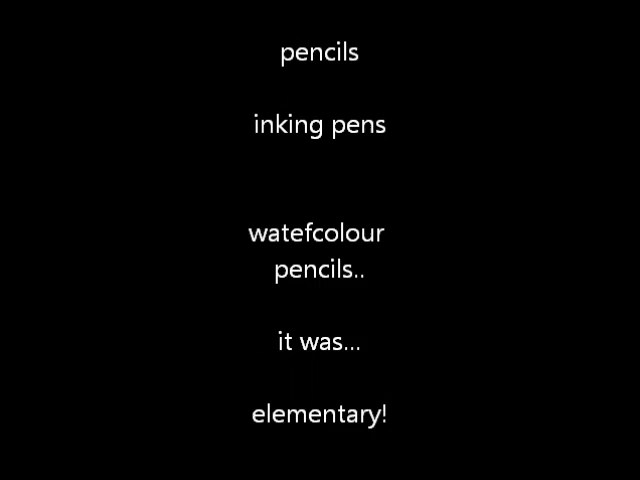 pencils
inking pens
watefcolour
pencils..
it was...
elementary!